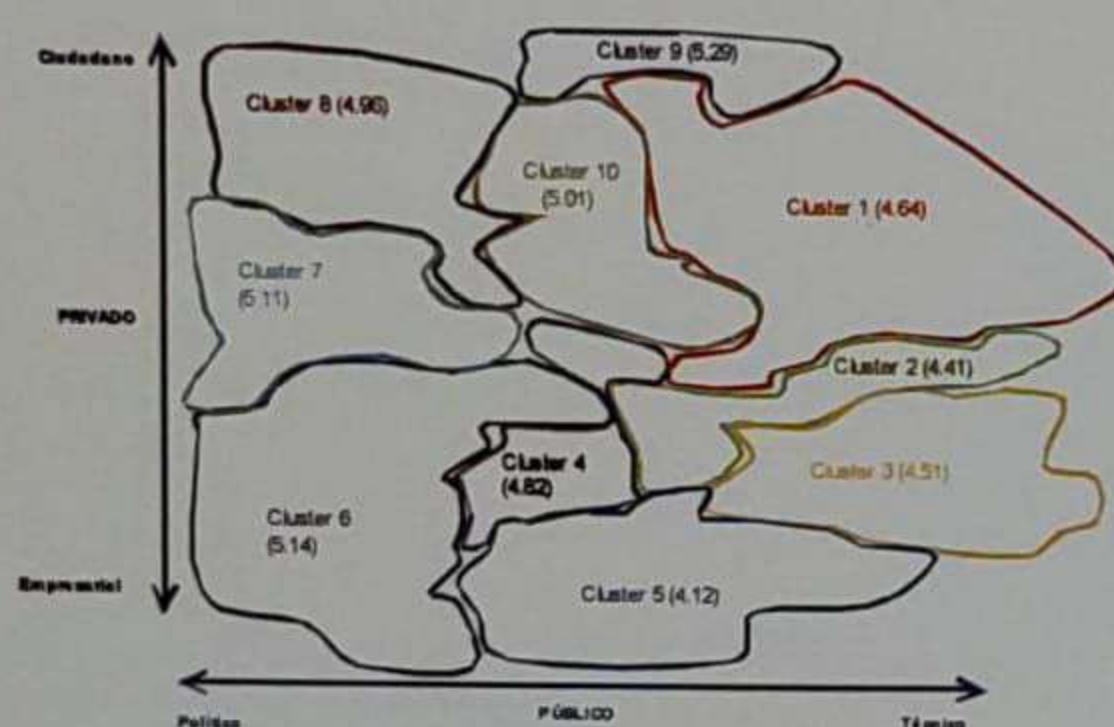 Ciudadano
Cluster 9 (5.29)
Cluster 8 (4.96)
Cluster 10
(5.01)
Cluster 1 (4.64)
Cluster 7
(5.11)
PRIVADO
Cluster 2 (4.41)
Cluster 4
(4.82)
Cluster 3 (4.51)
Cluster 6
(5.14)
Empresarial
Cluster 5 (4.12)
PÚBLICO
Político
Técnico